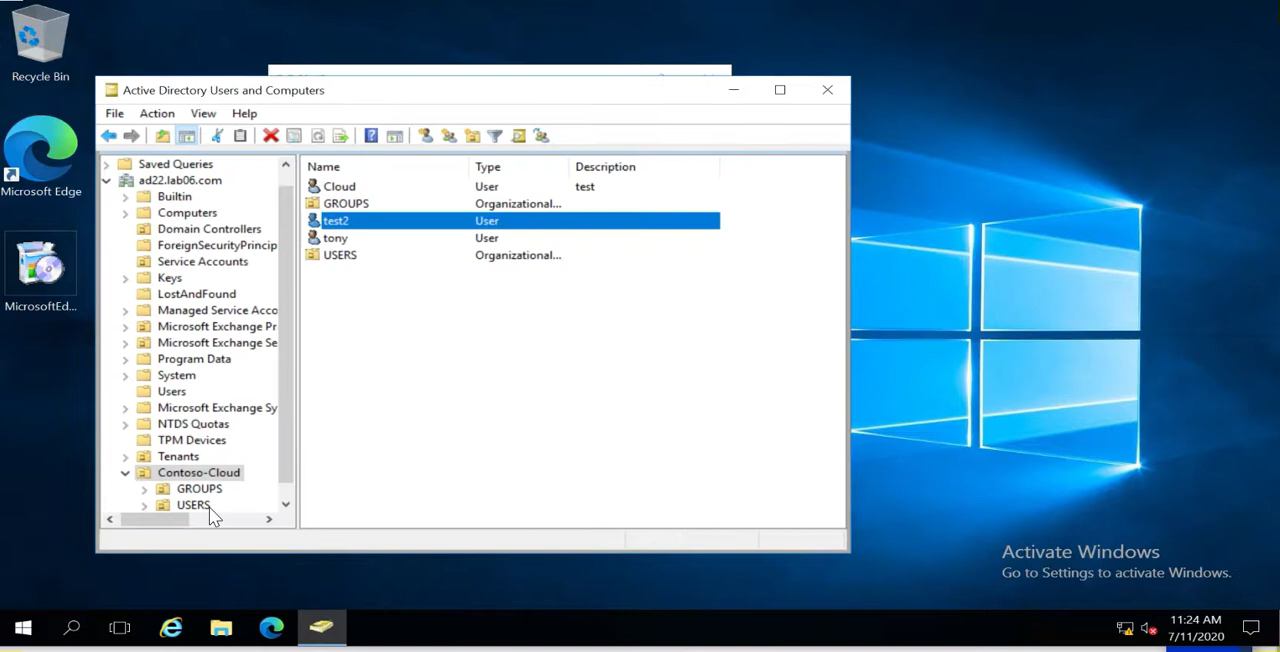 Recycle Bin
Microsoft Edge
MicrosoftEd...
Active Directory Users and Computers
File Action View Help
Saved Queries
ad22.lab06.com
Builtin
Computers
Domain Controllers
ForeignSecurityPrincip
Service Accounts
Keys
LostAndFound
Managed Service Acco
Microsoft Exchange Pr
Microsoft Exchange Se
Program Data
System
Users
Microsoft Exchange Sy
NTDS Quotas
TPM Devices
Tenants
Contoso-Cloud
GROUPS
USERS
Name Type Description
Cloud User test
GROUPS Organizational...
test2 User
tony User
USERS Organizational...
Activate Windows
Go to Settings to activate Windows.
11:24 AM
7/11/2020